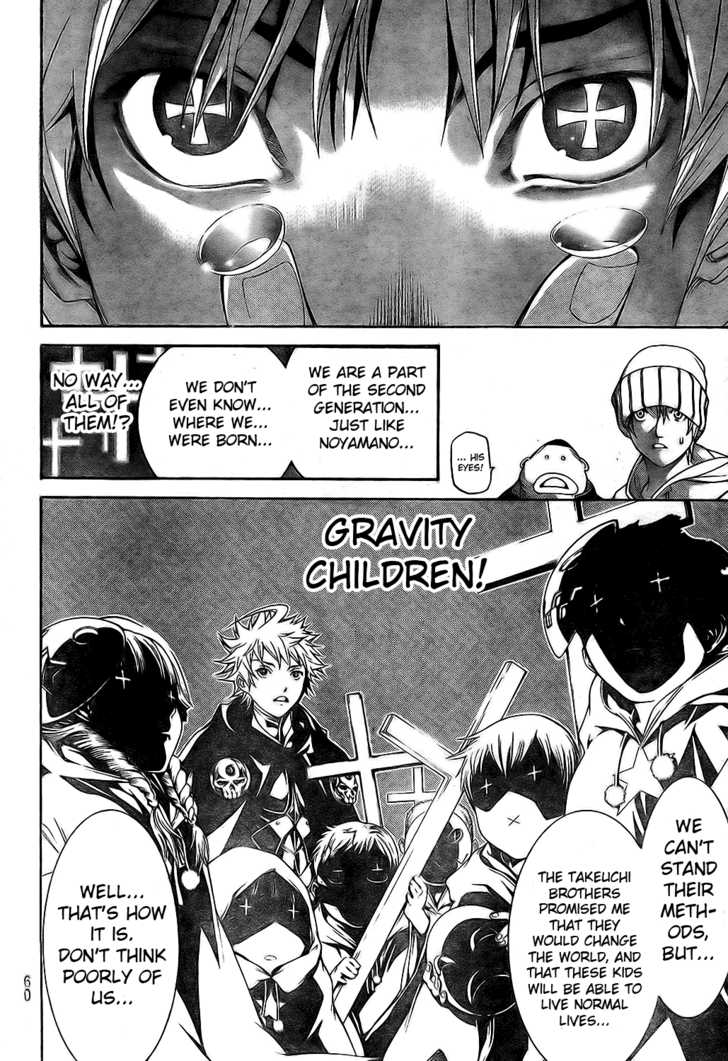 ... HIS
EYES!
WE ARE A PART
OF THE SECOND
GENERATION...
JUST LIKE
NOYAMANO...
WE DON'T
EVEN KNOW...
WHERE WE...
WERE BORN...
NO WAY...
ALL OF
THEM!?
GRAVITY
CHILDREN!
WE
CAN'T
STAND
THEIR
METH-
ODS,
BUT...
THE TAKEUCHI
BROTHERS
PROMISED ME
THAT THEY
WOULD CHANGE
THE WORLD,
AND THAT
THESE KIDS
WILL BE ABLE TO
LIVE NORMAL
LIVES...
WELL...
THAT'S HOW
IT IS.
DON'T THINK
POORLY OF
US...
60